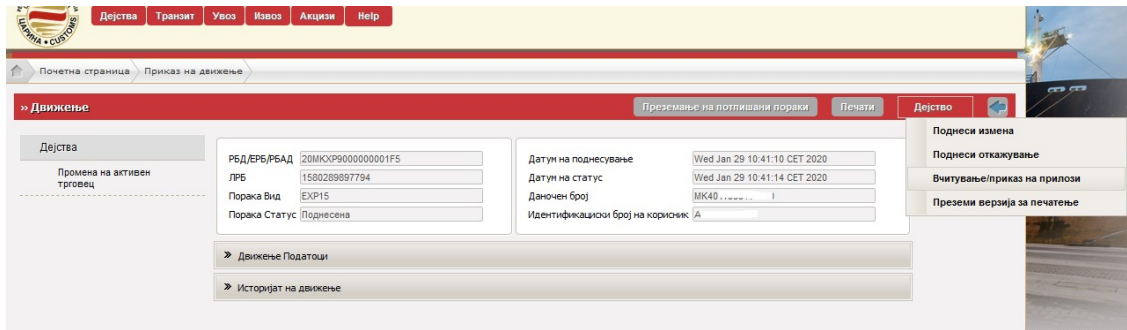 ЦАРИНА • CUSTOMS
Дејства Транзит Увоз Извоз Акцизи Help
Почетна страница Приказ на движење
» Движење Преземање на потпишани пораки Печати Дејство
Поднеси измена
Поднеси откажување
Вчитување/приказ на прилози
Преземи верзија за печатење
Дејства
Промена на активен
трговец
РБД/ЕРБ/РБАД 20MKXP9000000001F5
ЛРБ 1580289897794
Порака Вид EXP15
Порака Статус Поднесена
Датум на поднесување Wed Jan 29 10:41:10 CET 2020
Датум на статус Wed Jan 29 10:41:14 CET 2020
Даночен број MK40
Идентификациски број на корисник A
» Движење Податоци
» Историјат на движење